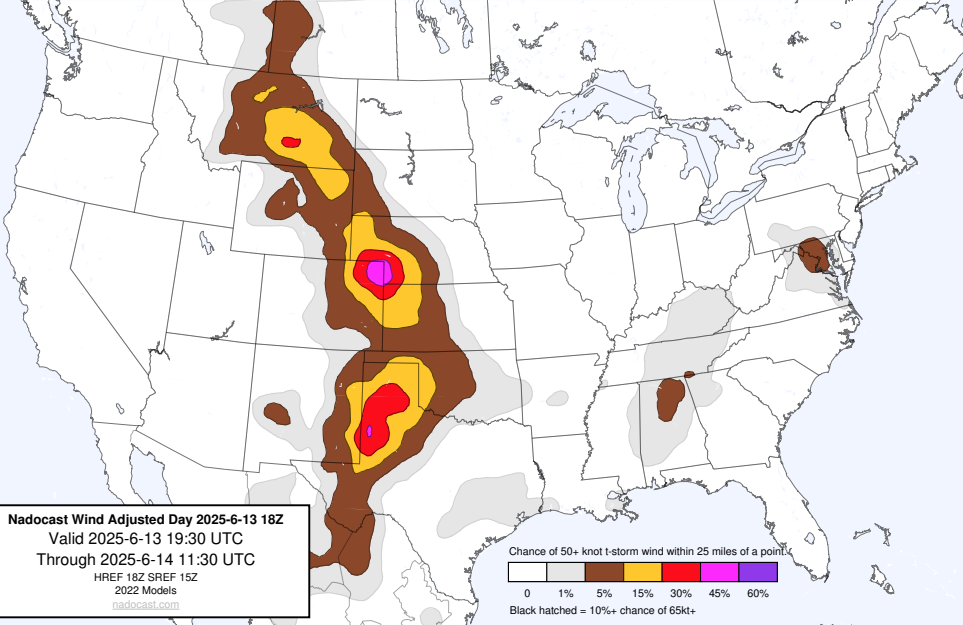 Nadocast Wind Adjusted Day 2025-6-13 18Z
Valid 2025-6-13 19:30 UTC
Through 2025-6-14 11:30 UTC
HREF 18Z SREF 15Z
2022 Models
nadocast.com
Chance of 50+ knot t-storm wind within 25 miles of a point.
0 1% 5% 15% 30% 45% 60%
Black hatched = 10%+ chance of 65kt+